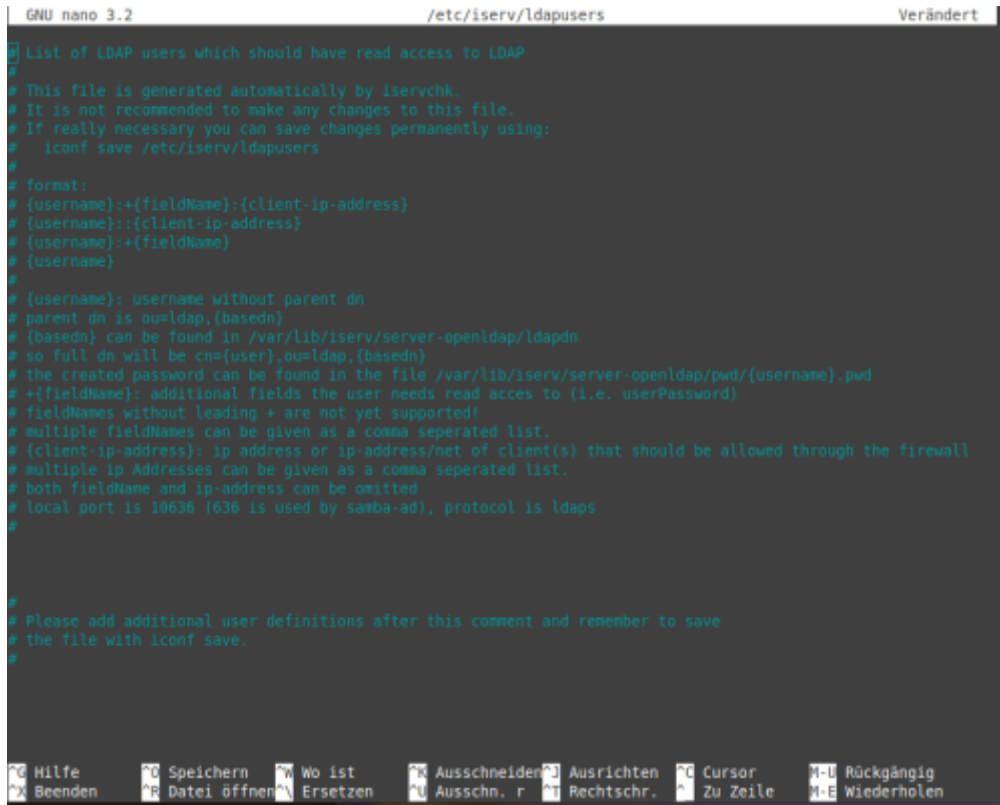 GNU nano 3.2 /etc/iserv/ldapusers Verändert
# List of LDAP users which should have read access to LDAP
#
# This file is generated automatically by iservchk.
# It is not recommended to make any changes to this file.
# If really necessary you can save changes permanently using:
#   iconf save /etc/iserv/ldapusers
#
# format:
# {username}:+{fieldName}:{client-ip-address}
# {username}::{client-ip-address}
# {username}:+{fieldName}
# {username}
#
# {username}: username without parent dn
# parent dn is ou=ldap,{basedn}
# {basedn} can be found in /var/lib/iserv/server-openldap/ldapdn
# so full dn will be cn={user},ou=ldap,{basedn}
# the created password can be found in the file /var/lib/iserv/server-openldap/pwd/{username}.pwd
# +{fieldName}: additional fields the user needs read acces to (i.e. userPassword)
# fieldNames without leading + are not yet supported!
# multiple fieldNames can be given as a comma seperated list.
# {client-ip-address}: ip address or ip-address/net of client(s) that should be allowed through the firewall
# multiple ip Addresses can be given as a comma seperated list.
# both fieldName and ip-address can be omitted
# local port is 10636 (636 is used by samba-ad), protocol is ldaps
#
#
# Please add additional user definitions after this comment and remember to save
# the file with iconf save.
#
^G Hilfe ^O Speichern ^W Wo ist ^K Ausschneiden ^J Ausrichten ^C Cursor M-U Rückgängig
^X Beenden ^R Datei öffnen ^\ Ersetzen ^U Ausschn. r ^T Rechtschr. ^_ Zu Zeile M-E Wiederholen